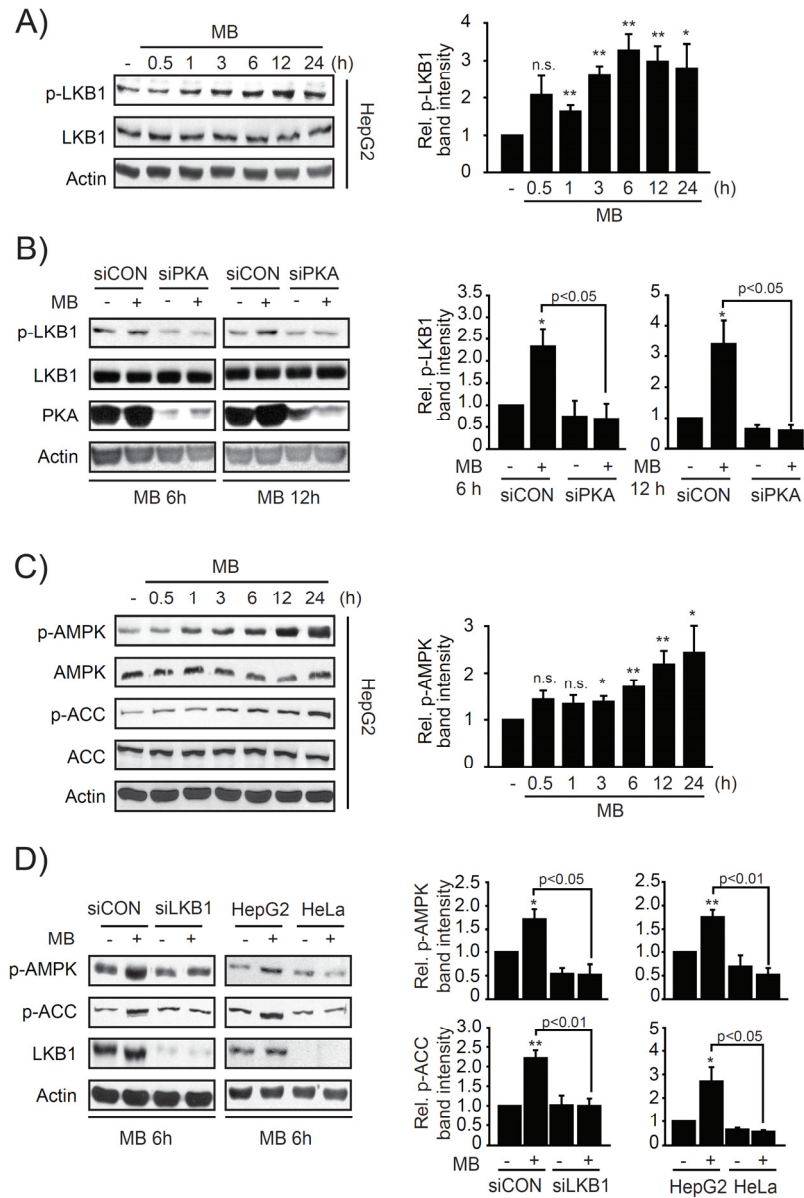 A)
MB
- 0.5 1 3 6 12 24 (h)
p-LKB1
LKB1
Actin
HepG2
Rel. p-LKB1
band intensity
5
4
3
2
1
0
n.s. ** ** ** ** *
- 0.5 1 3 6 12 24 (h)
MB
B)
siCON siPKA siCON siPKA
MB - + - + - + - +
p-LKB1
LKB1
PKA
Actin
MB 6h MB 12h
Rel. p-LKB1
band intensity
3.5
3.0
2.5
2.0
1.5
1.0
0.5
0
p<0.05
*
MB - + - +
6 h siCON siPKA
5
4
3
2
1
0
p<0.05
*
MB - + - +
12 h siCON siPKA
C)
MB
- 0.5 1 3 6 12 24 (h)
p-AMPK
AMPK
p-ACC
ACC
Actin
HepG2
Rel. p-AMPK
band intensity
4
3
2
1
0
n.s. n.s. * ** ** *
- 0.5 1 3 6 12 24 (h)
MB
D)
siCON siLKB1 HepG2 HeLa
MB - + - + - + - +
p-AMPK
p-ACC
LKB1
Actin
MB 6h MB 6h
Rel. p-AMPK
band intensity
2.5
2.0
1.5
1.0
0.5
0
p<0.05
*
2.5
2.0
1.5
1.0
0.5
0
p<0.01
**
Rel. p-ACC
band intensity
3.0
2.5
2.0
1.5
1.0
0.5
0
p<0.01
**
MB - + - +
siCON siLKB1
5
4
3
2
1
0
p<0.05
*
- + - +
HepG2 HeLa